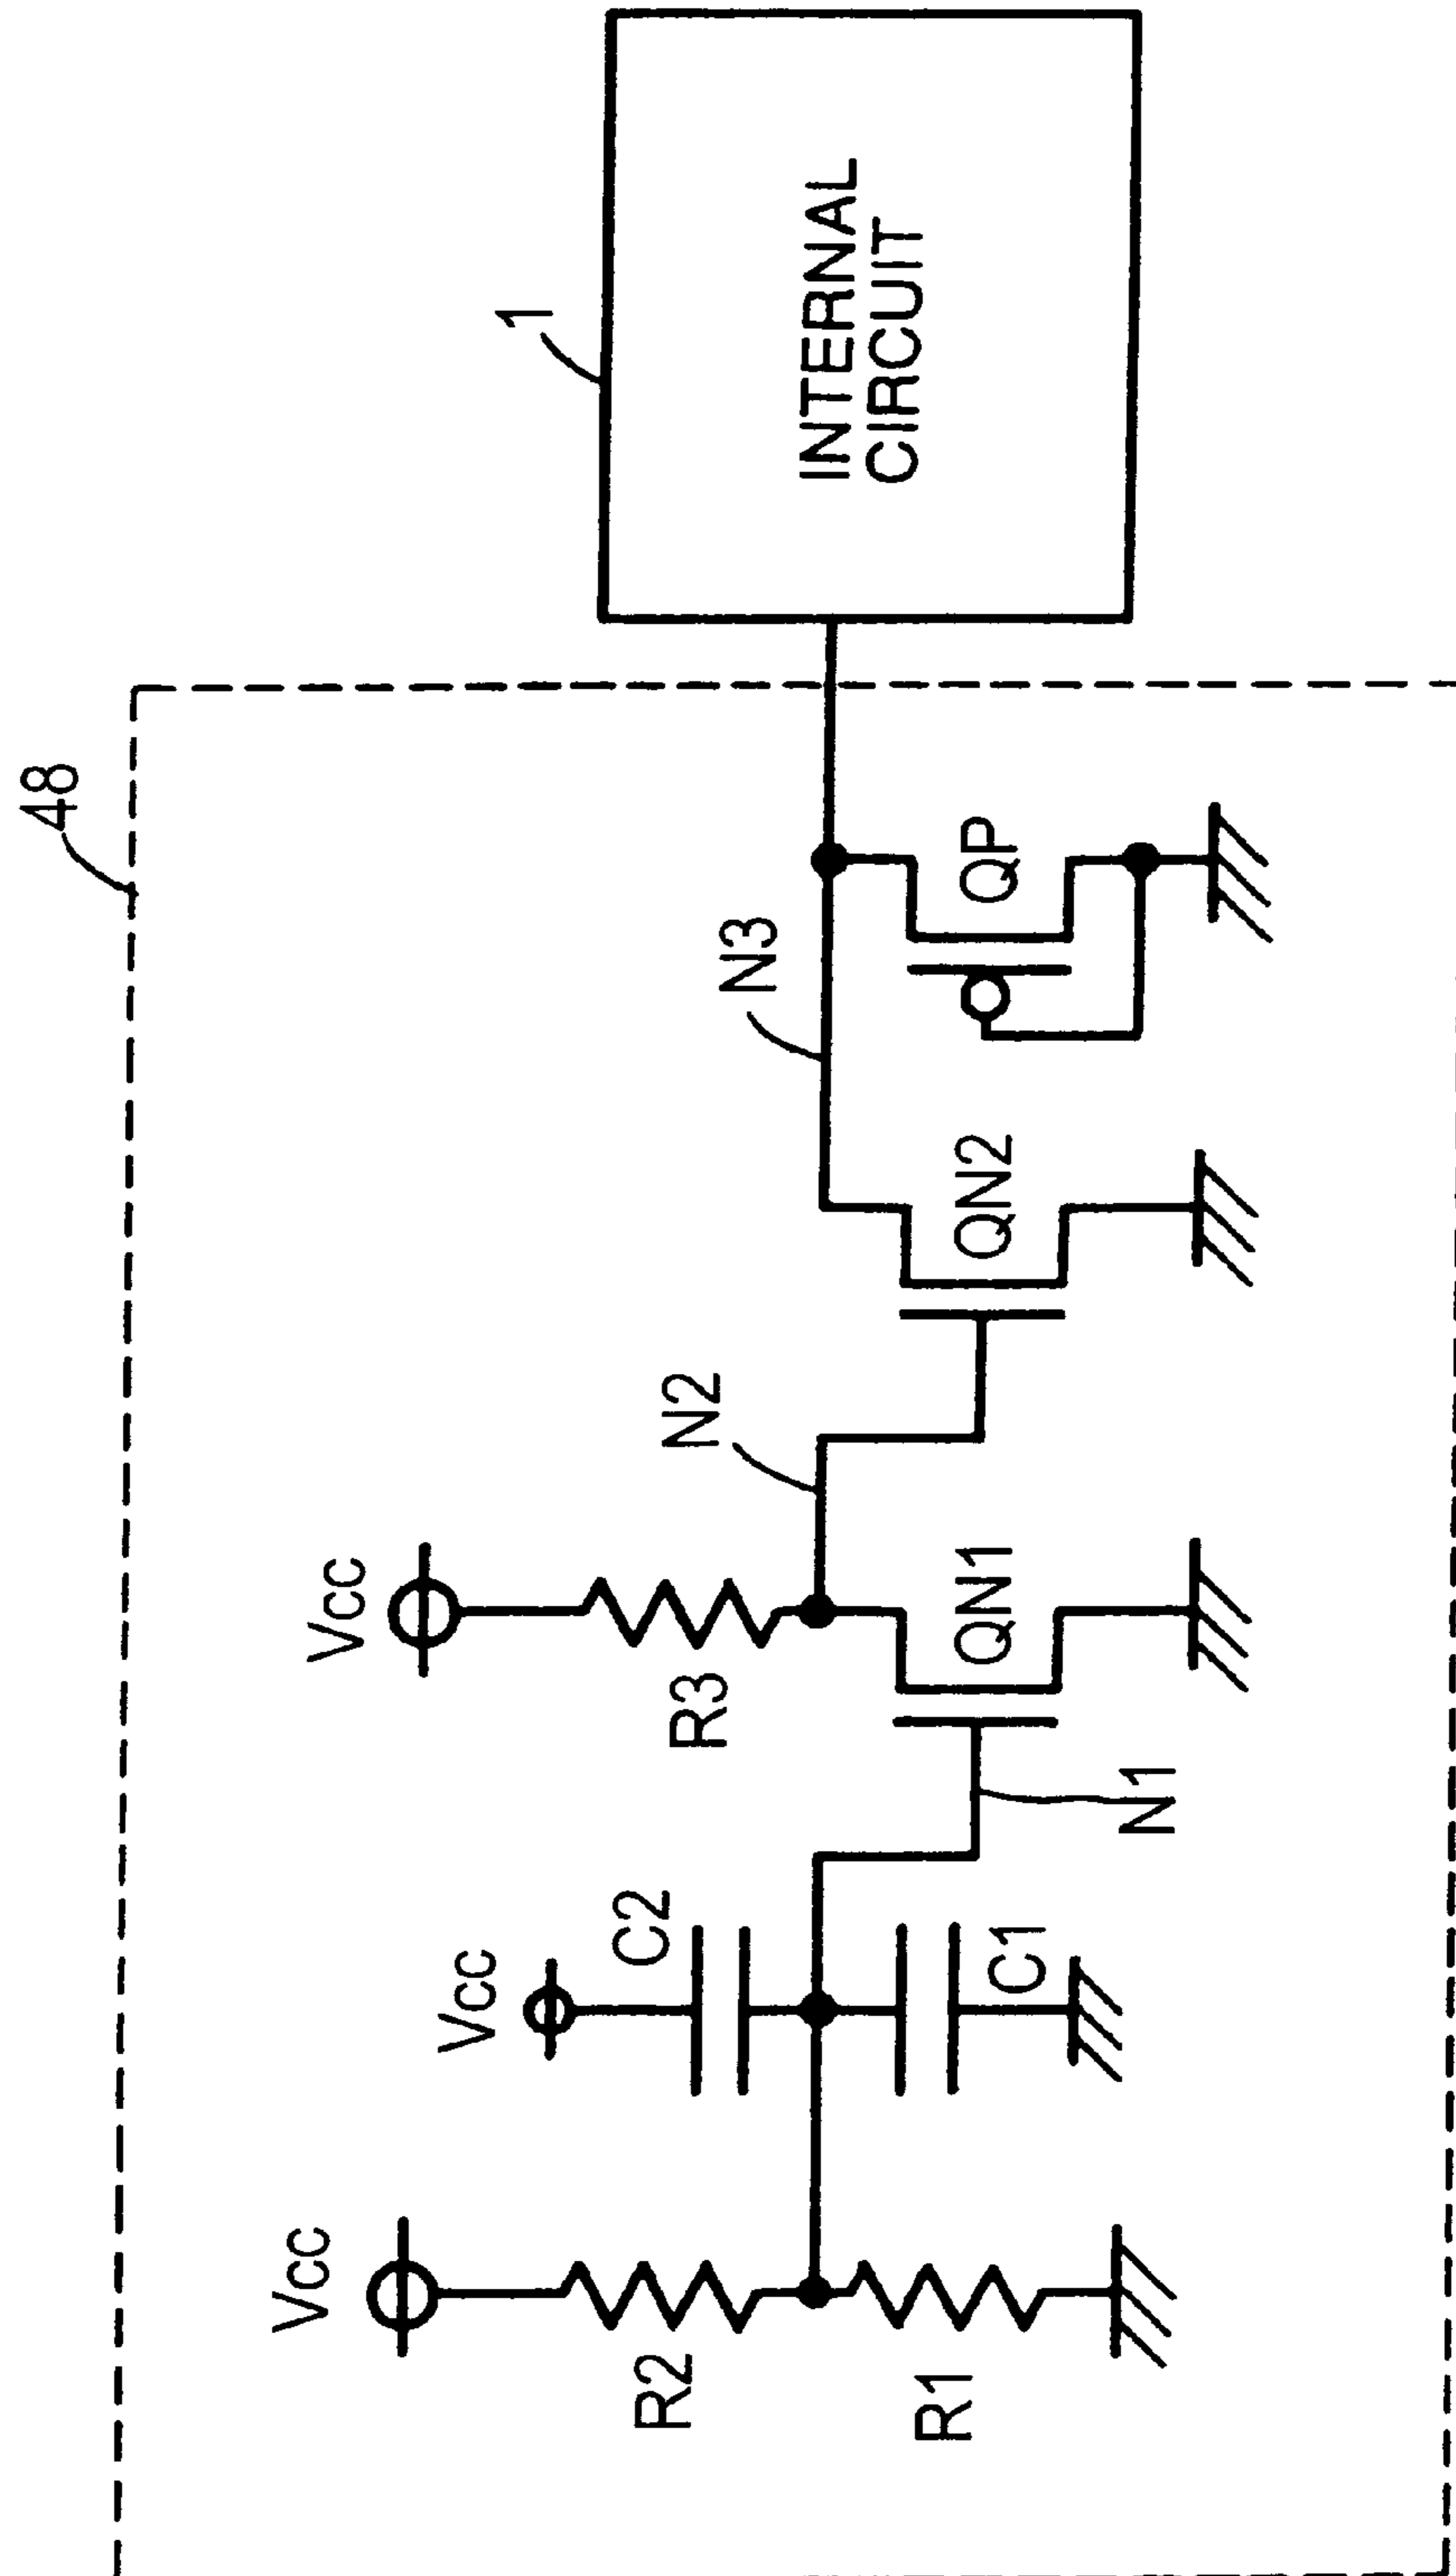 48
1
INTERNAL
CIRCUIT
Vcc
Vcc
Vcc
R2
R1
C2
C1
R3
N1
QN1
N2
QN2
N3
QP